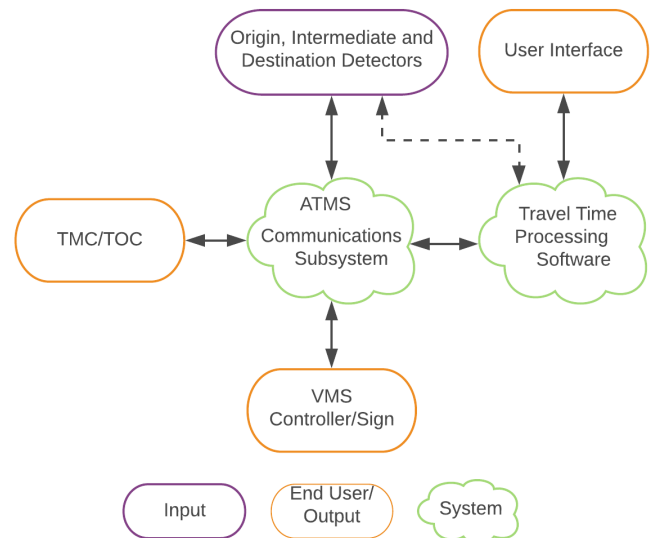 Origin, Intermediate and
Destination Detectors
User Interface
TMC/TOC
ATMS
Communications
Subsystem
Travel Time
Processing
Software
VMS
Controller/Sign
Input
End User/
Output
System